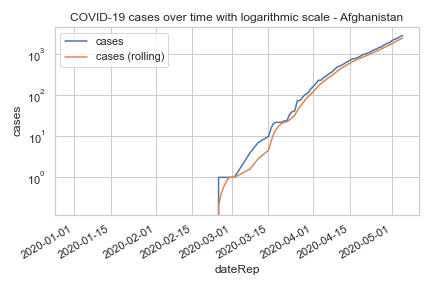 COVID-19 cases over time with logarithmic scale - Afghanistan
cases
cases (rolling)
10³
10²
10¹
10⁰
cases
2020-01-01
2020-01-15
2020-02-01
2020-02-15
2020-03-01
2020-03-15
2020-04-01
2020-04-15
2020-05-01
dateRep